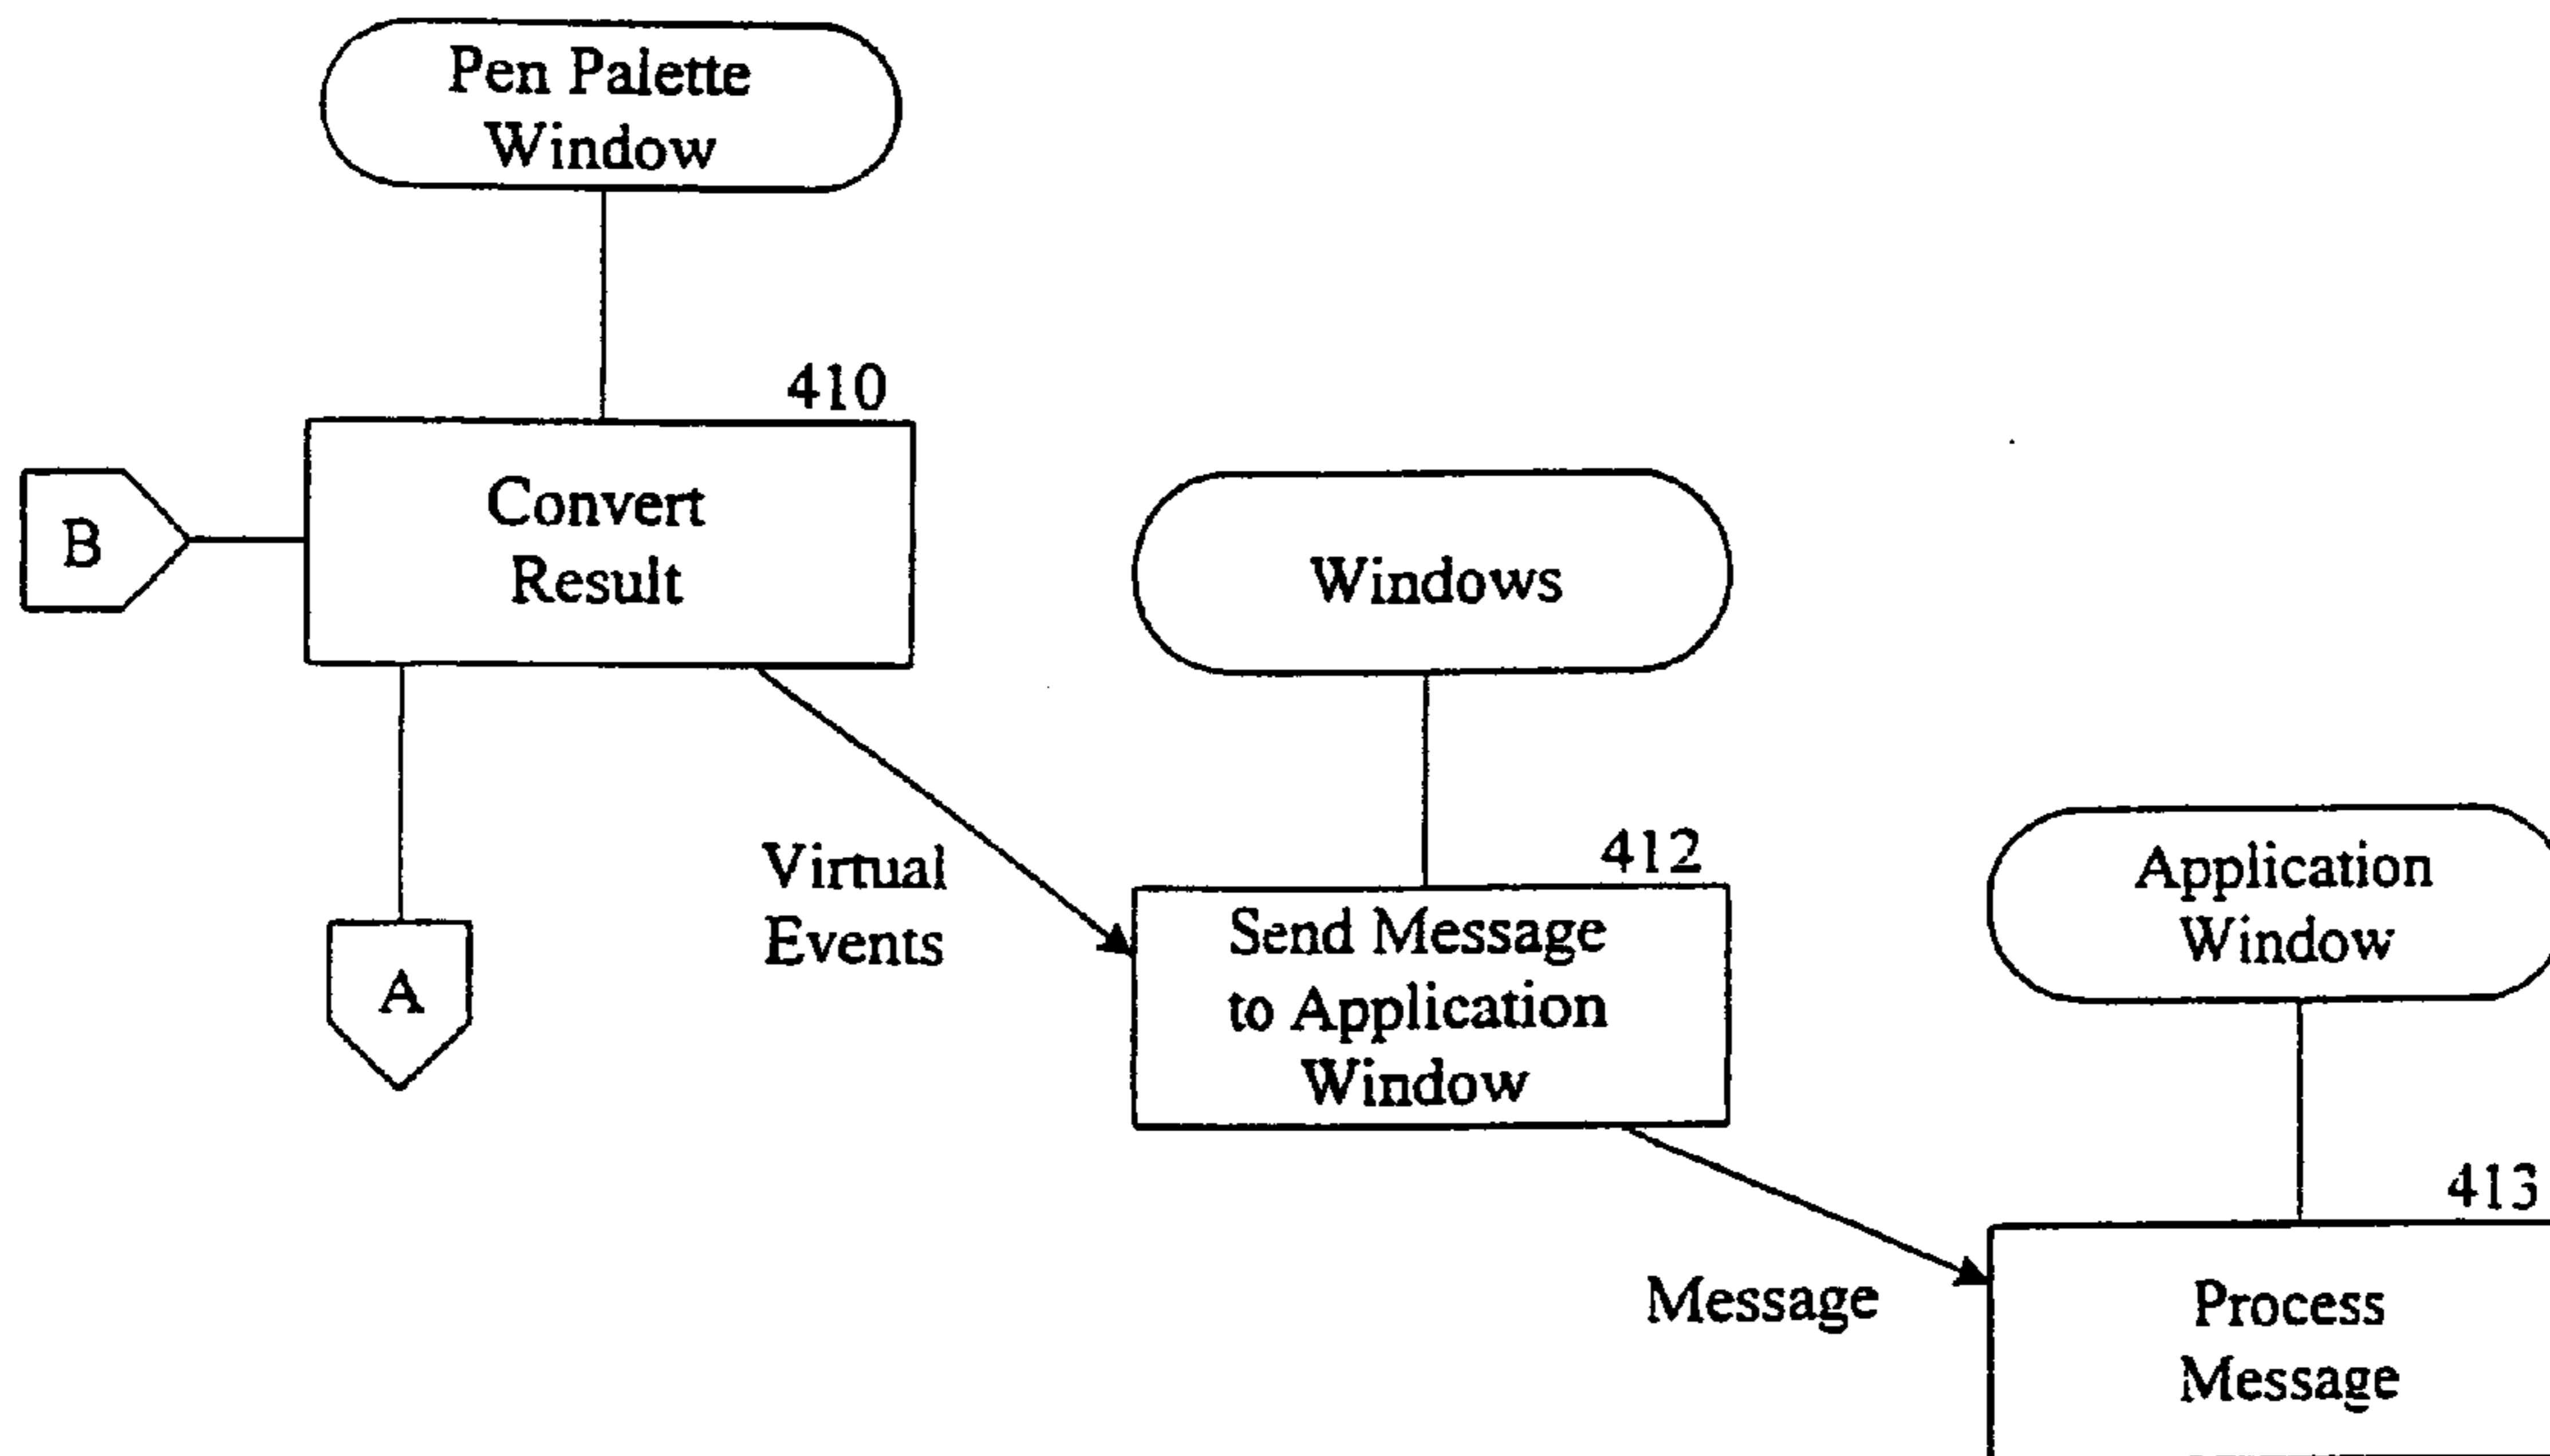 Pen Palette
Window
410
Convert
Result
B
A
Virtual
Events
Windows
412
Send Message
to Application
Window
Application
Window
413
Message
Process
Message